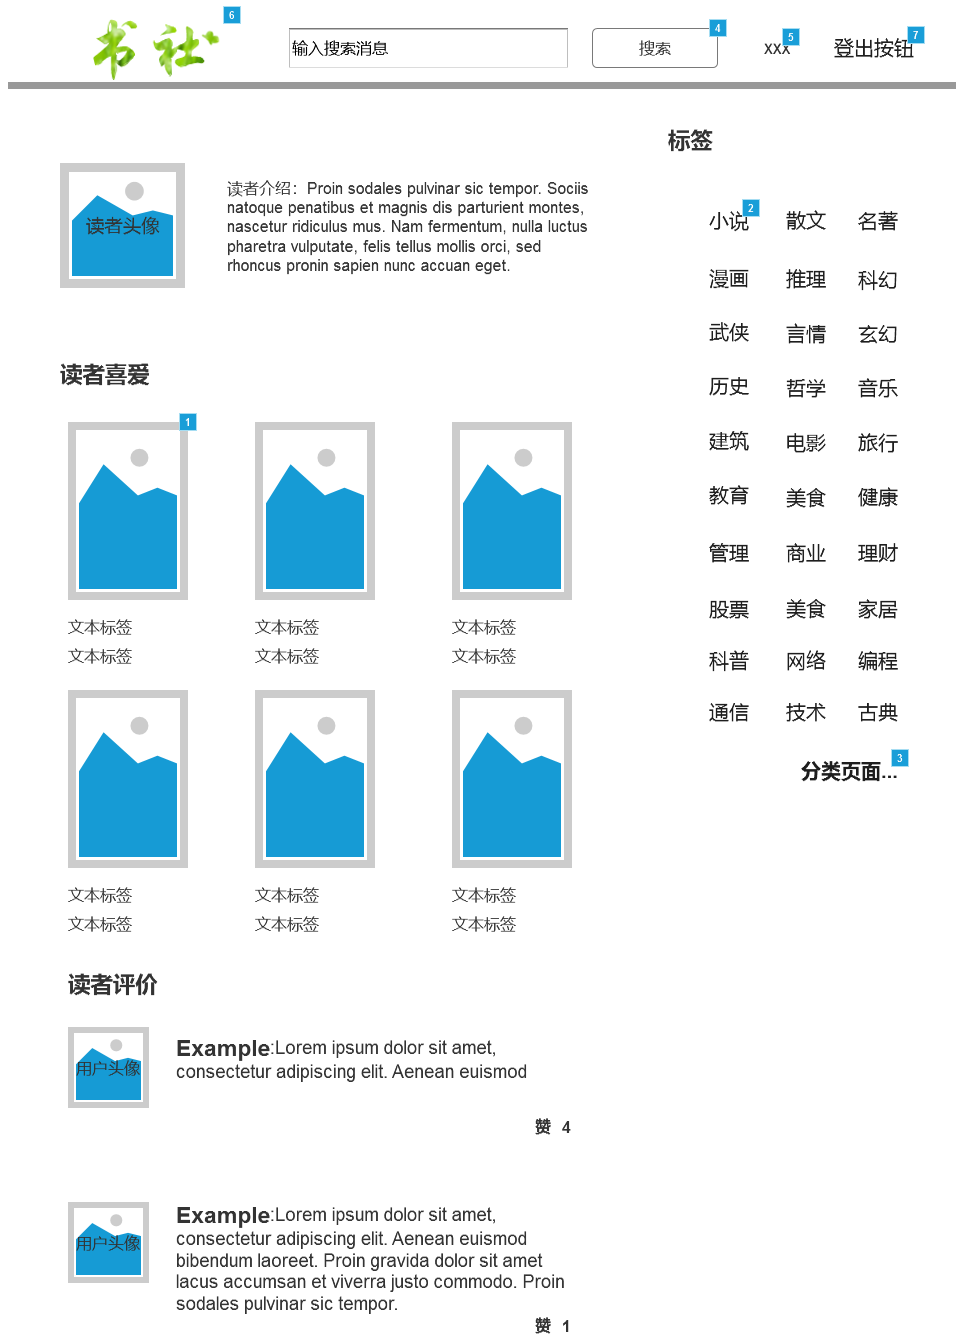 书社
6
输入搜索消息
搜索
4
xxx
5
登出按钮
7
读者头像
读者介绍：Proin sodales pulvinar sic tempor. Sociis
natoque penatibus et magnis dis parturient montes,
nascetur ridiculus mus. Nam fermentum, nulla luctus
pharetra vulputate, felis tellus mollis orci, sed
rhoncus pronin sapien nunc accuan eget.
读者喜爱
1
文本标签 文本标签 文本标签
文本标签 文本标签 文本标签
文本标签 文本标签 文本标签
文本标签 文本标签 文本标签
读者评价
用户头像
Example:Lorem ipsum dolor sit amet,
consectetur adipiscing elit. Aenean euismod
赞 4
用户头像
Example:Lorem ipsum dolor sit amet,
consectetur adipiscing elit. Aenean euismod
bibendum laoreet. Proin gravida dolor sit amet
lacus accumsan et viverra justo commodo. Proin
sodales pulvinar sic tempor.
赞 1
标签
2
小说 散文 名著
漫画 推理 科幻
武侠 言情 玄幻
历史 哲学 音乐
建筑 电影 旅行
教育 美食 健康
管理 商业 理财
股票 美食 家居
科普 网络 编程
通信 技术 古典
分类页面...
3